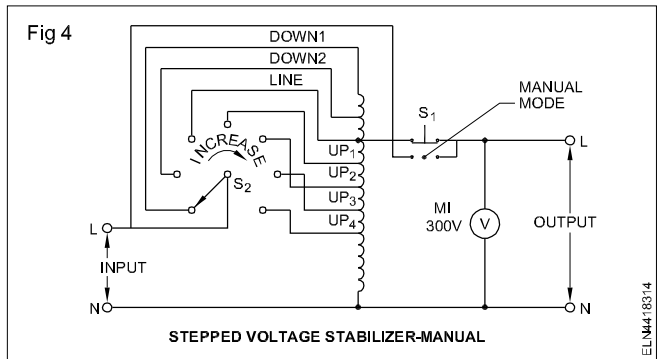 Fig 4
DOWN1
DOWN2
LINE
MANUAL
MODE
S1
L
INCREASE
UP1
UP2
S2
UP3
MI
300V
V
OUTPUT
UP4
L
INPUT
N
N
STEPPED VOLTAGE STABILIZER-MANUAL
ELN4418314